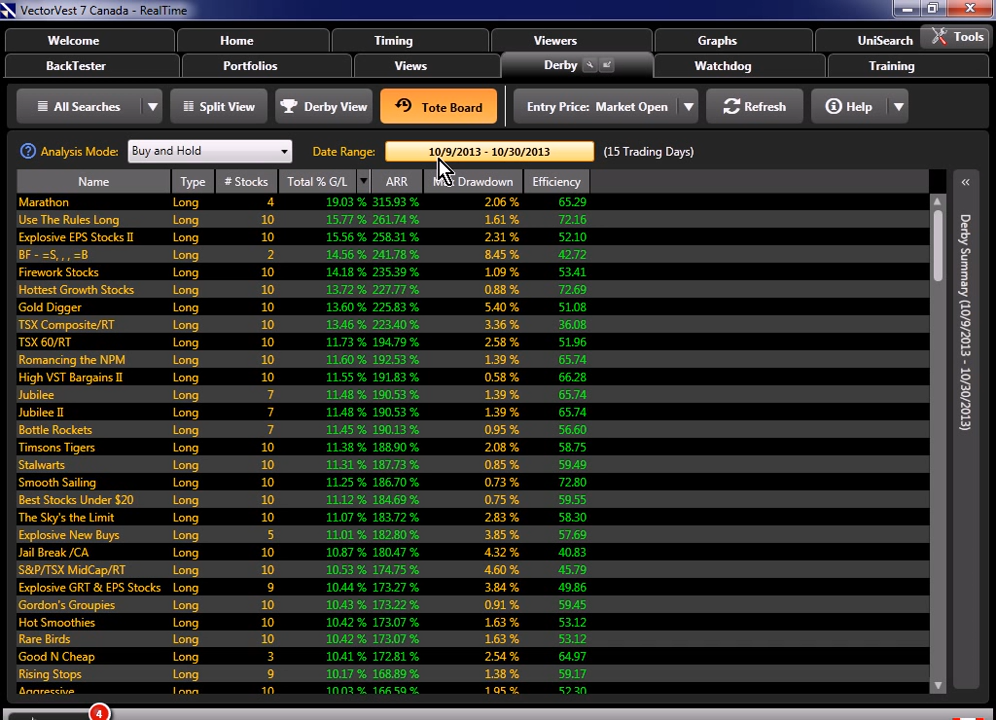 VectorVest 7 Canada - RealTime
Welcome Home Timing Viewers Graphs UniSearch Tools
BackTester Portfolios Views Derby Watchdog Training
All Searches Split View Derby View Tote Board Entry Price: Market Open Refresh Help
Analysis Mode: Buy and Hold Date Range: 10/9/2013 - 10/30/2013 (15 Trading Days)
Name Type # Stocks Total % G/L ARR Drawdown Efficiency
Marathon Long 4 19.03 % 315.93 % 2.06 % 65.29
Use The Rules Long Long 10 15.77 % 261.74 % 1.61 % 72.16
Explosive EPS Stocks II Long 10 15.56 % 258.31 % 2.31 % 52.10
BF - =S, , , =B Long 2 14.56 % 241.78 % 8.45 % 42.72
Firework Stocks Long 10 14.18 % 235.39 % 1.09 % 53.41
Hottest Growth Stocks Long 10 13.72 % 227.77 % 0.88 % 72.69
Gold Digger Long 10 13.60 % 225.83 % 5.40 % 51.08
TSX Composite/RT Long 10 13.46 % 223.40 % 3.36 % 36.08
TSX 60/RT Long 10 11.73 % 194.79 % 2.58 % 51.96
Romancing the NPM Long 10 11.60 % 192.53 % 1.39 % 65.74
High VST Bargains II Long 10 11.55 % 191.83 % 0.58 % 66.28
Jubilee Long 7 11.48 % 190.53 % 1.39 % 65.74
Jubilee II Long 7 11.48 % 190.53 % 1.39 % 65.74
Bottle Rockets Long 7 11.45 % 190.13 % 0.95 % 56.60
Timsons Tigers Long 10 11.38 % 188.90 % 2.08 % 58.75
Stalwarts Long 10 11.31 % 187.73 % 0.85 % 59.49
Smooth Sailing Long 10 11.25 % 186.70 % 0.73 % 72.80
Best Stocks Under $20 Long 10 11.12 % 184.69 % 0.75 % 59.55
The Sky's the Limit Long 10 11.07 % 183.72 % 2.83 % 58.30
Explosive New Buys Long 5 11.01 % 182.80 % 3.85 % 57.69
Jail Break /CA Long 10 10.87 % 180.47 % 4.32 % 40.83
S&P/TSX MidCap/RT Long 10 10.53 % 174.75 % 4.60 % 45.79
Explosive GRT & EPS Stocks Long 9 10.44 % 173.27 % 3.84 % 49.86
Gordon's Groupies Long 10 10.43 % 173.22 % 0.91 % 59.45
Hot Smoothies Long 10 10.42 % 173.07 % 1.63 % 53.12
Rare Birds Long 10 10.42 % 173.07 % 1.63 % 53.12
Good N Cheap Long 3 10.41 % 172.81 % 2.54 % 64.97
Rising Stops Long 9 10.17 % 168.89 % 1.38 % 59.17
Aggressive Long 10 10.03 % 166.59 % 1.95 % 52.30
Derby Summary (10/9/2013 - 10/30/2013)
4